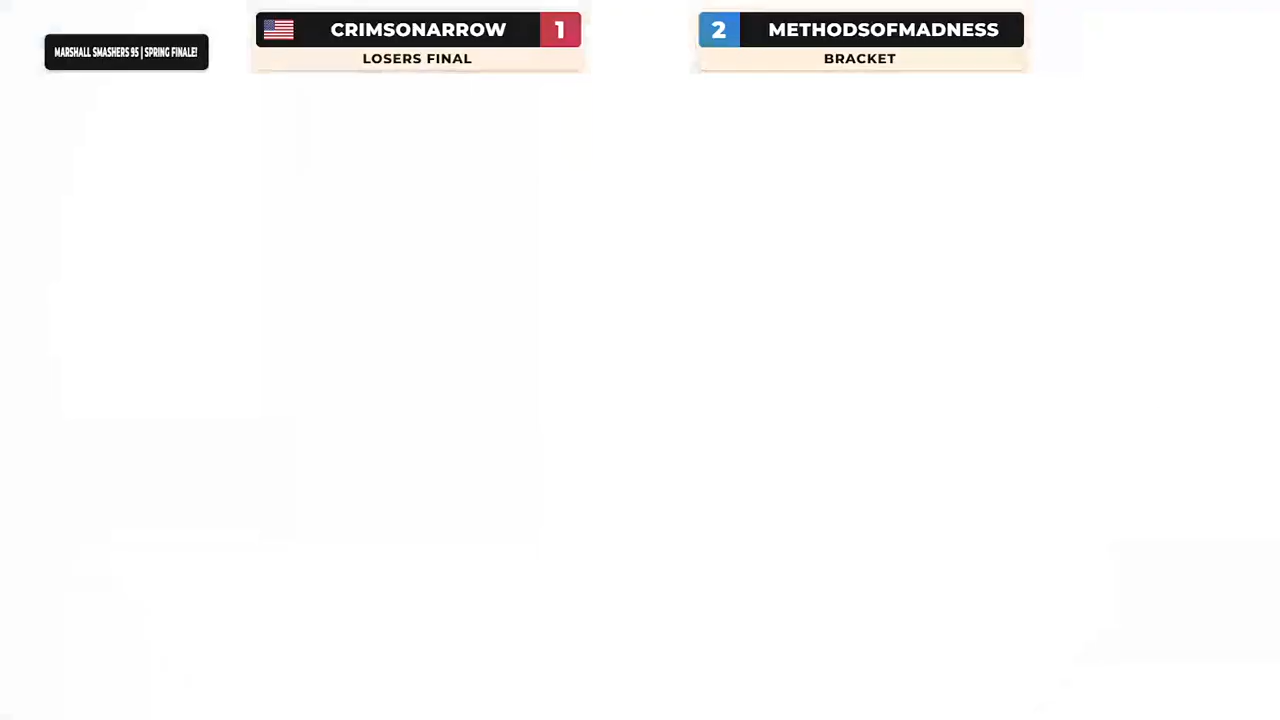 MARSHALL SMASHERS 95 | SPRING FINALE!
CRIMSONARROW 1
LOSERS FINAL
2 METHODSOFMADNESS
BRACKET